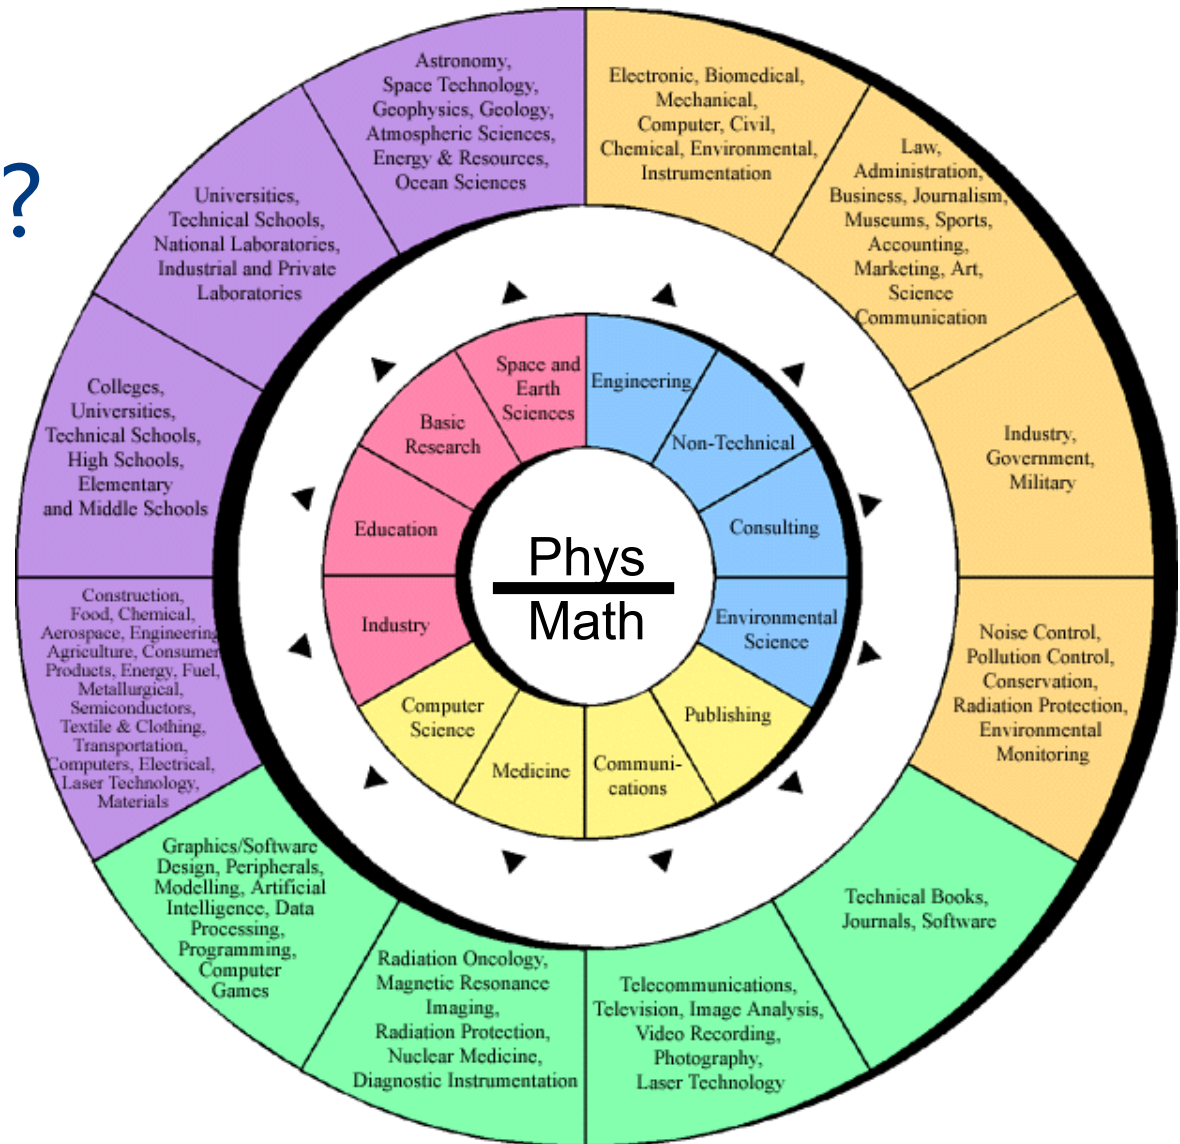 ?
Astronomy,
Space Technology,
Geophysics, Geology,
Atmospheric Sciences,
Energy & Resources,
Ocean Sciences
Electronic, Biomedical,
Mechanical,
Computer, Civil,
Chemical, Environmental,
Instrumentation
Law,
Administration,
Business, Journalism,
Museums, Sports,
Accounting,
Marketing, Art,
Science
Communication
Industry,
Government,
Military
Noise Control,
Pollution Control,
Conservation,
Radiation Protection,
Environmental
Monitoring
Technical Books,
Journals, Software
Telecommunications,
Television, Image Analysis,
Video Recording,
Photography,
Laser Technology
Radiation Oncology,
Magnetic Resonance
Imaging,
Radiation Protection,
Nuclear Medicine,
Diagnostic Instrumentation
Graphics/Software
Design, Peripherals,
Modelling, Artificial
Intelligence, Data
Processing,
Programming,
Computer
Games
Construction,
Food, Chemical,
Aerospace, Engineering
Agriculture, Consumer
Products, Energy, Fuel,
Metallurgical,
Semiconductors,
Textile & Clothing,
Transportation,
Computers, Electrical,
Laser Technology,
Materials
Colleges,
Universities,
Technical Schools,
High Schools,
Elementary
and Middle Schools
Universities,
Technical Schools,
National Laboratories,
Industrial and Private
Laboratories
Space and
Earth
Sciences
Engineering
Non-Technical
Consulting
Environmental
Science
Publishing
Communi-
cations
Medicine
Computer
Science
Industry
Education
Basic
Research
Phys
Math